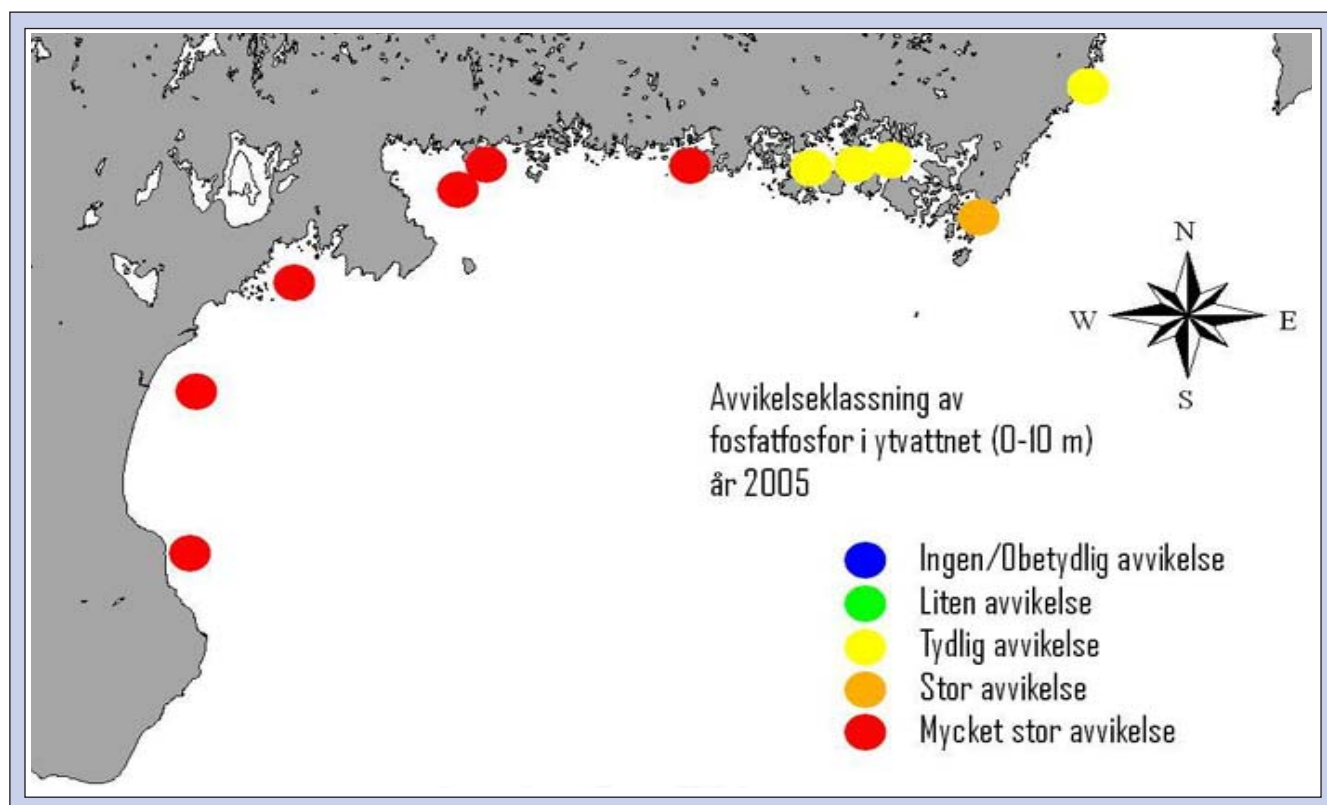 N
W
E
S
Avvikelseklassning av
fosfatfosfor i ytvattnet (0-10 m)
år 2005
Ingen/Obetydlig avvikelse
Liten avvikelse
Tydlig avvikelse
Stor avvikelse
Mycket stor avvikelse